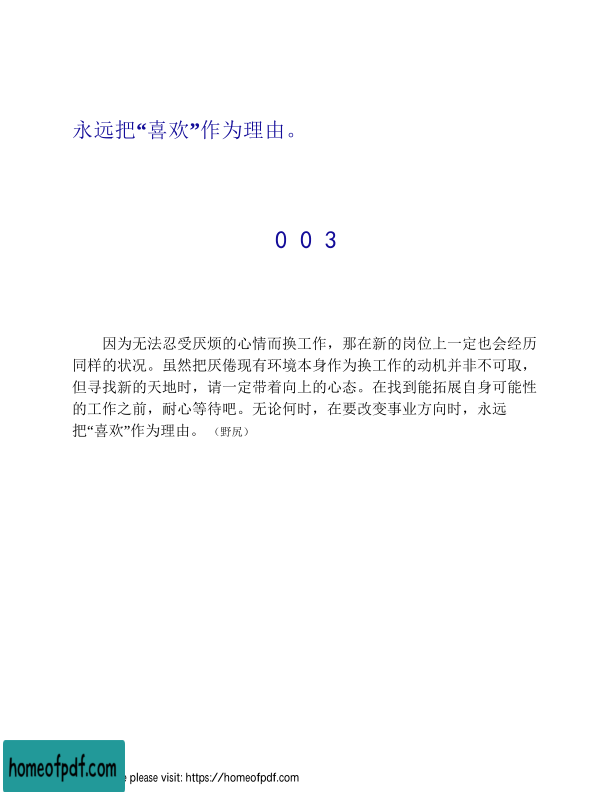 永远把“喜欢”作为理由。
003
因为无法忍受厌烦的心情而换工作，那在新的岗位上一定也会经历
同样的状况。虽然把厌倦现有环境本身作为换工作的动机并非不可取，
但寻找新的天地时，请一定带着向上的心态。在找到能拓展自身可能性
的工作之前，耐心等待吧。无论何时，在要改变事业方向时，永远
把“喜欢”作为理由。（野尻）
homeofpdf.com
e please visit: https://homeofpdf.com